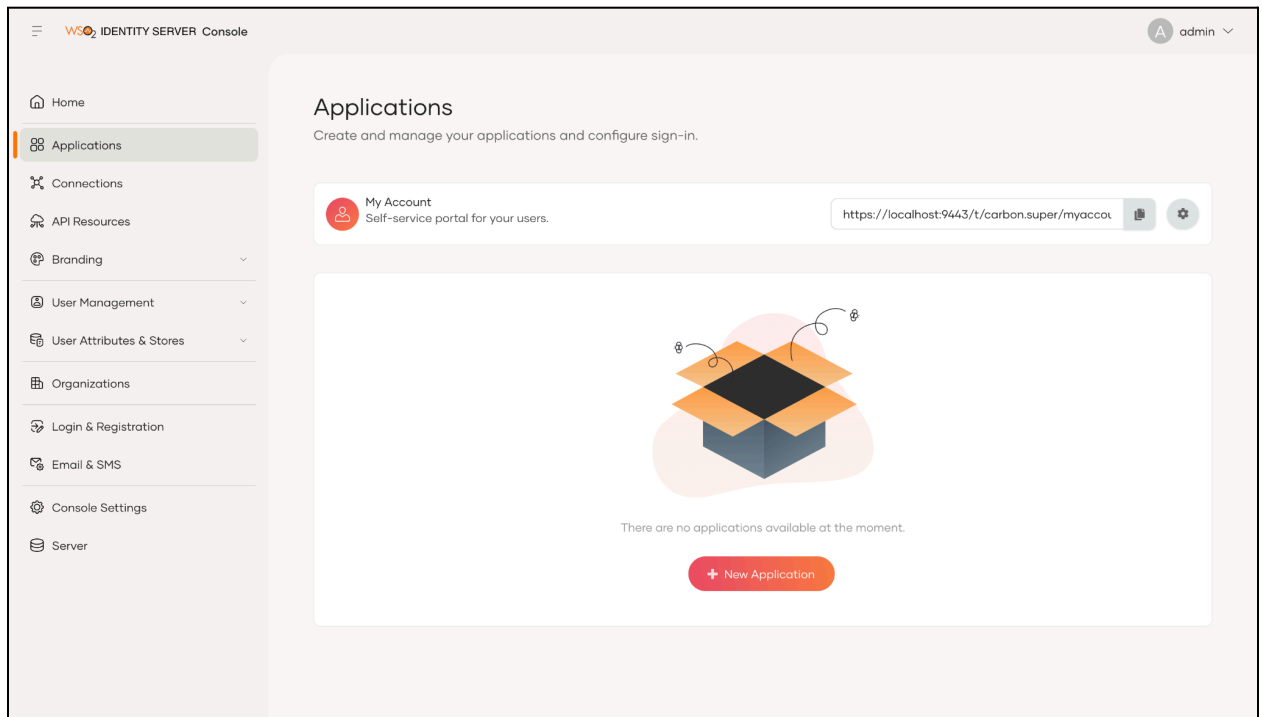 WSO2 IDENTITY SERVER Console
A admin
Home
Applications
Connections
API Resources
Branding
User Management
User Attributes & Stores
Organizations
Login & Registration
Email & SMS
Console Settings
Server
Applications
Create and manage your applications and configure sign-in.
My Account
Self-service portal for your users.
https://localhost:9443/t/carbon.super/myaccou
There are no applications available at the moment.
+ New Application